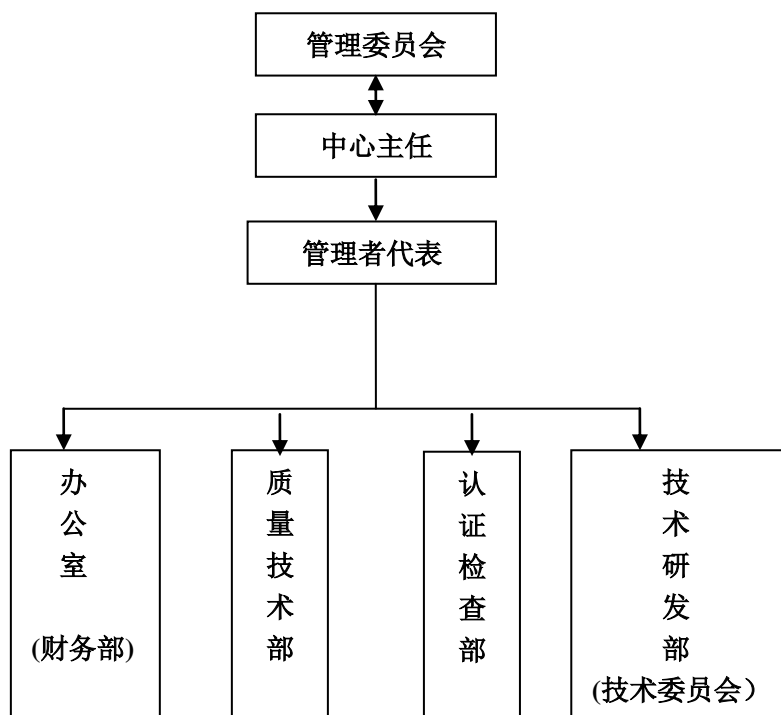 管理委员会
中心主任
管理者代表
办公室
(财务部)
质量技术部
认证检查部
技术研发部
(技术委员会）